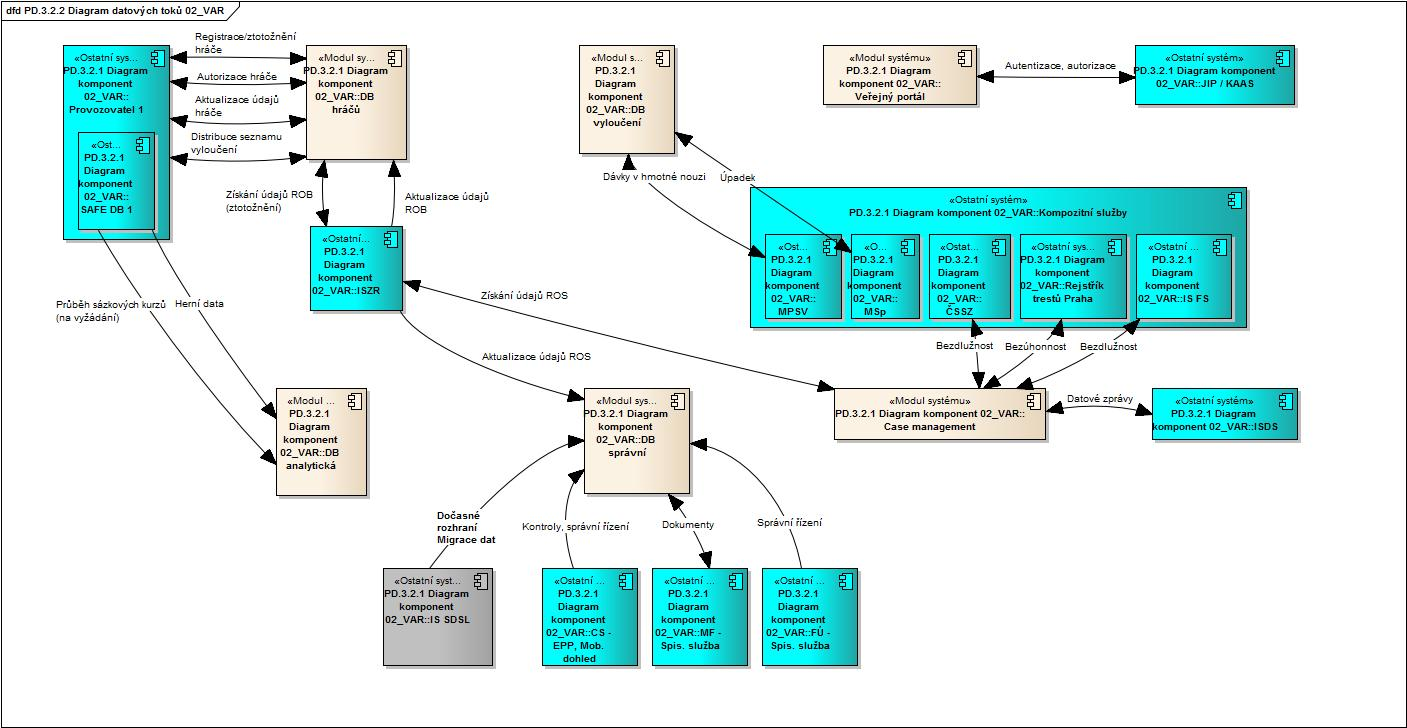 dfd PD.3.2.2 Diagram datových toků 02_VAR
«Ostatní sys...
PD.3.2.1 Diagram
komponent
02_VAR::
Provozovatel 1
«Ost...
PD.3.2.1
Diagram
komponent
02_VAR::
SAFE DB 1
Registrace/ztotožnění
hráče
Autorizace hráče
Aktualizace údajů
hráče
Distribuce seznamu
vyloučení
«Modul sy...
PD.3.2.1 Diagram
komponent
02_VAR::DB
hráčů
«Modul s...
PD.3.2.1
Diagram
komponent
02_VAR::DB
vyloučení
«Modul systému»
PD.3.2.1 Diagram
komponent 02_VAR::
Veřejný portál
Autentizace, autorizace
«Ostatní systém»
PD.3.2.1 Diagram komponent
02_VAR::JIP / KAAS
Získání údajů ROB
(ztotožnění)
Aktualizace údajů
ROB
Dávky v hmotné nouzi
Úpadek
«Ostatní systém»
PD.3.2.1 Diagram komponent 02_VAR::Kompozitní služby
«Ost...
PD.3.2.1
Diagram
komponent
02_VAR::
MPSV
«O...
PD.3.2.1
Diagram
komponent
02_VAR::
MSp
«Ostat...
PD.3.2.1
Diagram
komponent
02_VAR::
ČSSZ
«Ostatní sys...
PD.3.2.1 Diagram
komponent
02_VAR::Rejstřík
trestů Praha
«Ostatní ...
PD.3.2.1
Diagram
komponent
02_VAR::IS FS
«Ostatní...
PD.3.2.1
Diagram
komponent
02_VAR::ISZR
Průběh sázkových kurzů
(na vyžádání)
Herní data
Získání údajů ROS
Aktualizace údajů ROS
Bezdlužnost
Bezúhonnost
Bezdlužnost
«Modul ...
PD.3.2.1
Diagram
komponent
02_VAR::DB
analytická
«Modul sys...
PD.3.2.1 Diagram
komponent
02_VAR::DB
správní
«Modul systému»
PD.3.2.1 Diagram komponent 02_VAR::
Case management
Datové zprávy
«Ostatní systém»
PD.3.2.1 Diagram
komponent 02_VAR::ISDS
Dočasné
rozhraní
Migrace dat
Kontroly, správní řízení
Dokumenty
Správní řízení
«Ostatní syst...
PD.3.2.1 Diagram
komponent
02_VAR::IS SDSL
«Ostatní ...
PD.3.2.1
Diagram
komponent
02_VAR::CS -
EPP, Mob.
dohled
«Ostatní ...
PD.3.2.1
Diagram
komponent
02_VAR::MF -
Spis. služba
«Ostatní ...
PD.3.2.1
Diagram
komponent
02_VAR::FÚ -
Spis. služba